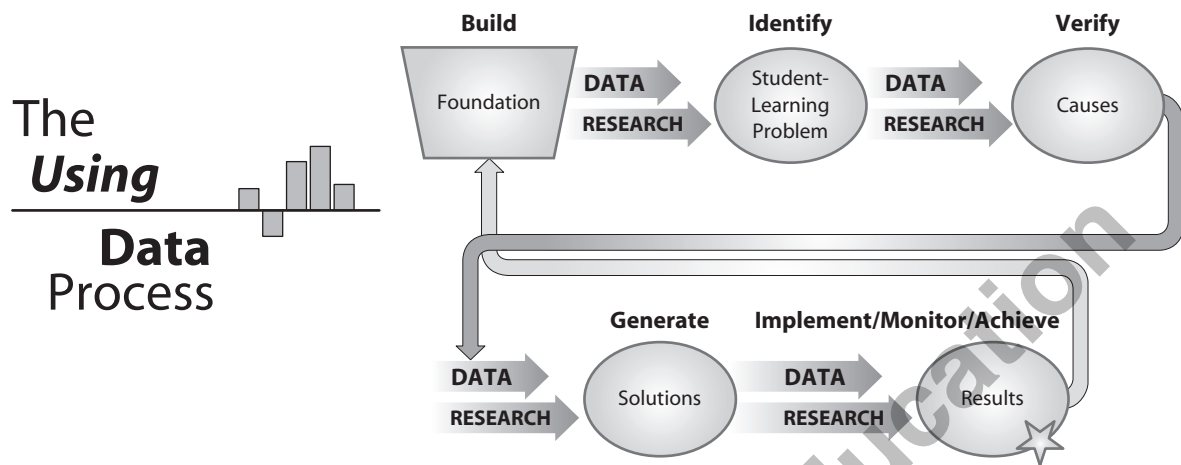 The
Using
Data
Process
Build
Foundation
DATA
RESEARCH
Identify
Student-
Learning
Problem
DATA
RESEARCH
Verify
Causes
DATA
RESEARCH
Generate
Solutions
DATA
RESEARCH
Implement/Monitor/Achieve
Results